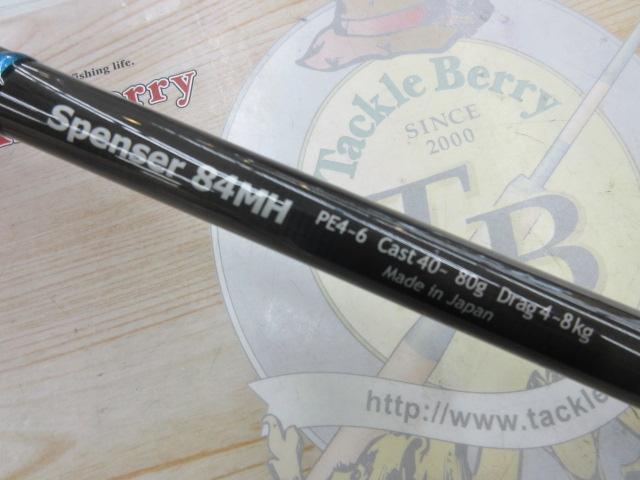 fishing life.
Berry
Tackle Berry
SINCE
2000
TB
Spenser 84MH
PE4-6 Cast 40~80g Drag 4~8kg
Made in Japan
http://www.tackle